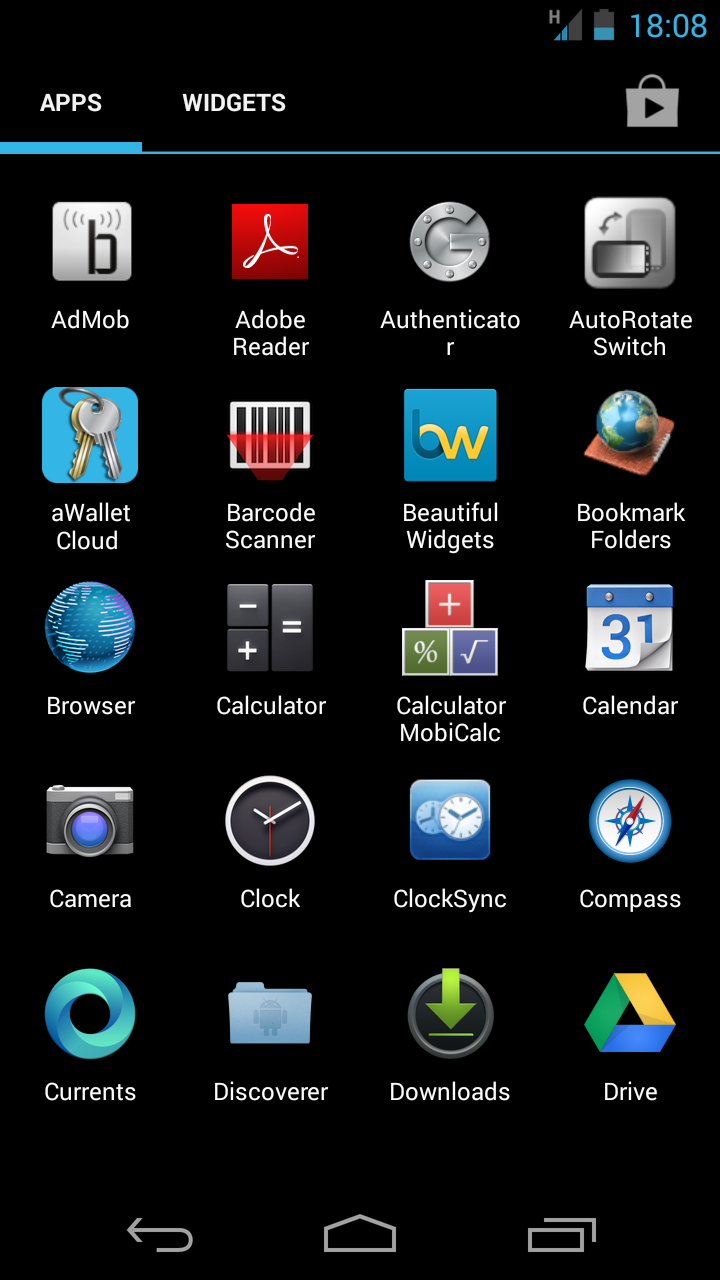 H 18:08
APPS WIDGETS
b
AdMob Adobe Reader Authenticator AutoRotate Switch
bw
aWallet Cloud Barcode Scanner Beautiful Widgets Bookmark Folders
− + = + % √ 31
Browser Calculator Calculator MobiCalc Calendar
Camera Clock ClockSync Compass
Currents Discoverer Downloads Drive